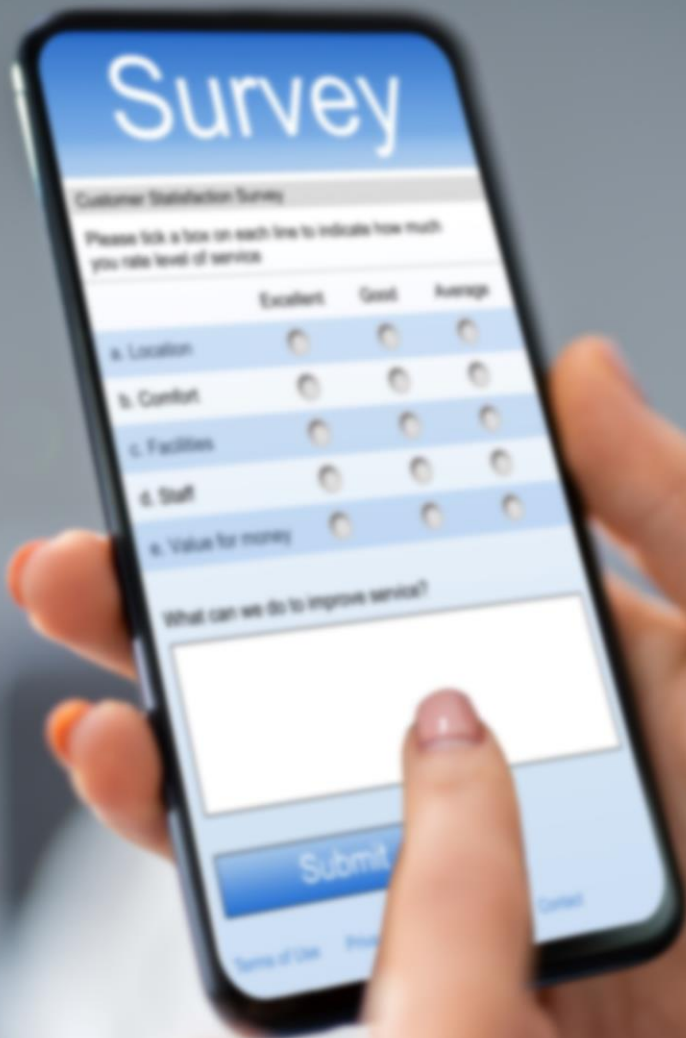 Survey
Customer Statisfaction Survey
Please tick a box on each line to indicate how much
you rate level of service
Excellent Good Average
a. Location
b. Comfort
c. Facilities
d. Staff
e. Value for money
What can we do to improve service?
Submit
Terms of Use Contact